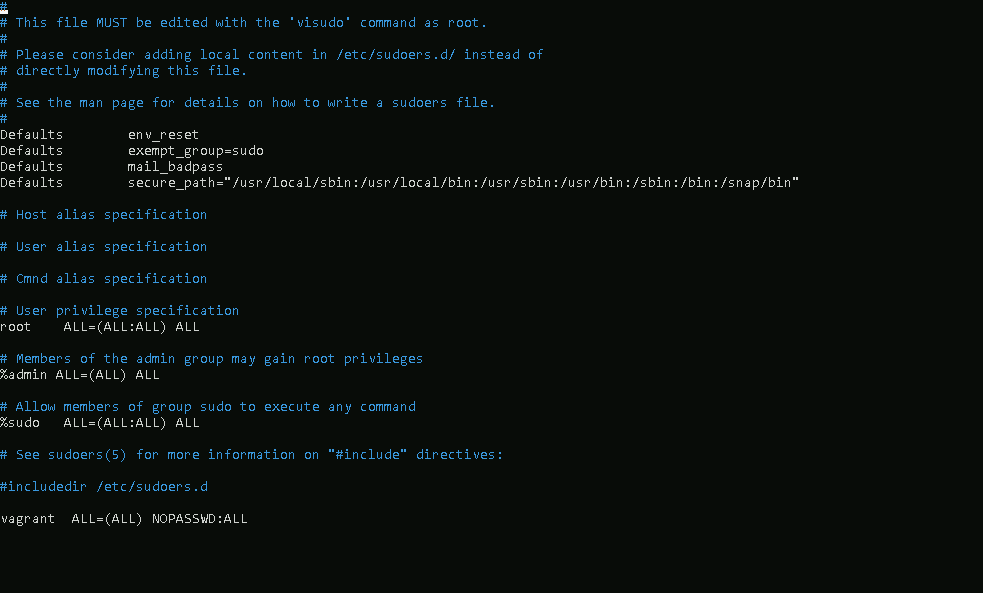 #
# This file MUST be edited with the 'visudo' command as root.
#
# Please consider adding local content in /etc/sudoers.d/ instead of
# directly modifying this file.
#
# See the man page for details on how to write a sudoers file.
#
Defaults        env_reset
Defaults        exempt_group=sudo
Defaults        mail_badpass
Defaults        secure_path="/usr/local/sbin:/usr/local/bin:/usr/sbin:/usr/bin:/sbin:/bin:/snap/bin"
# Host alias specification
# User alias specification
# Cmnd alias specification
# User privilege specification
root    ALL=(ALL:ALL) ALL
# Members of the admin group may gain root privileges
%admin ALL=(ALL) ALL
# Allow members of group sudo to execute any command
%sudo   ALL=(ALL:ALL) ALL
# See sudoers(5) for more information on "#include" directives:
#includedir /etc/sudoers.d
vagrant  ALL=(ALL) NOPASSWD:ALL